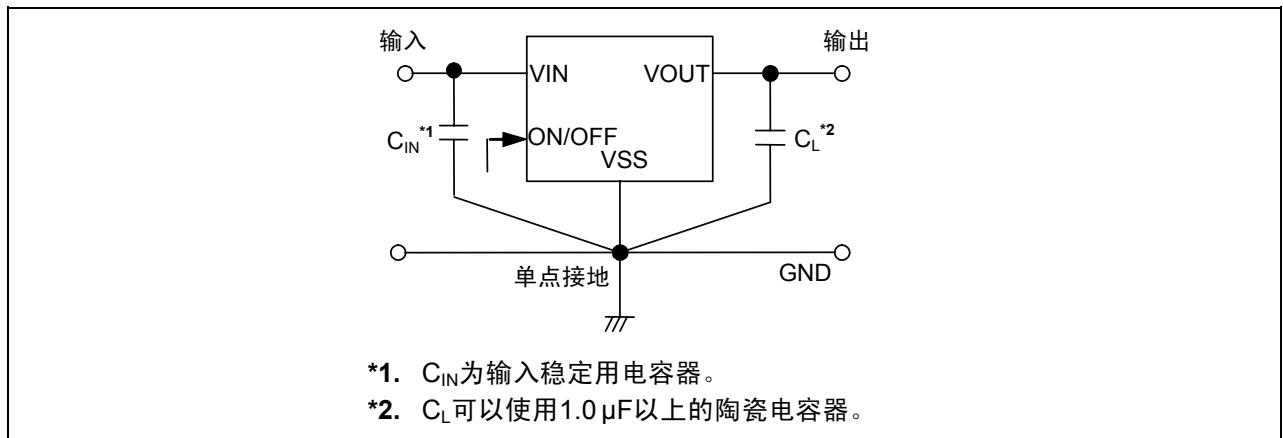 输入
输出
VIN
VOUT
C_IN*1
ON/OFF
C_L*2
VSS
单点接地
GND
*1. C_IN为输入稳定用电容器。
*2. C_L可以使用1.0 μF以上的陶瓷电容器。